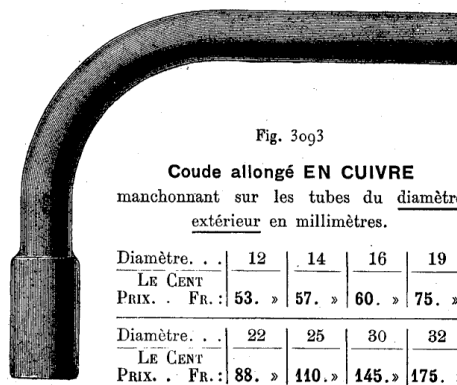 Fig. 3093
Coude allongé EN CUIVRE
manchonnant sur les tubes du diamètre
extérieur en millimètres.
Diamètre. . . 12 14 16 19
LE CENT
PRIX. . FR. : 53. » 57. » 60. » 75. »
Diamètre. . . 22 25 30 32
LE CENT
PRIX. . FR. : 88. » 110. » 145. » 175. »